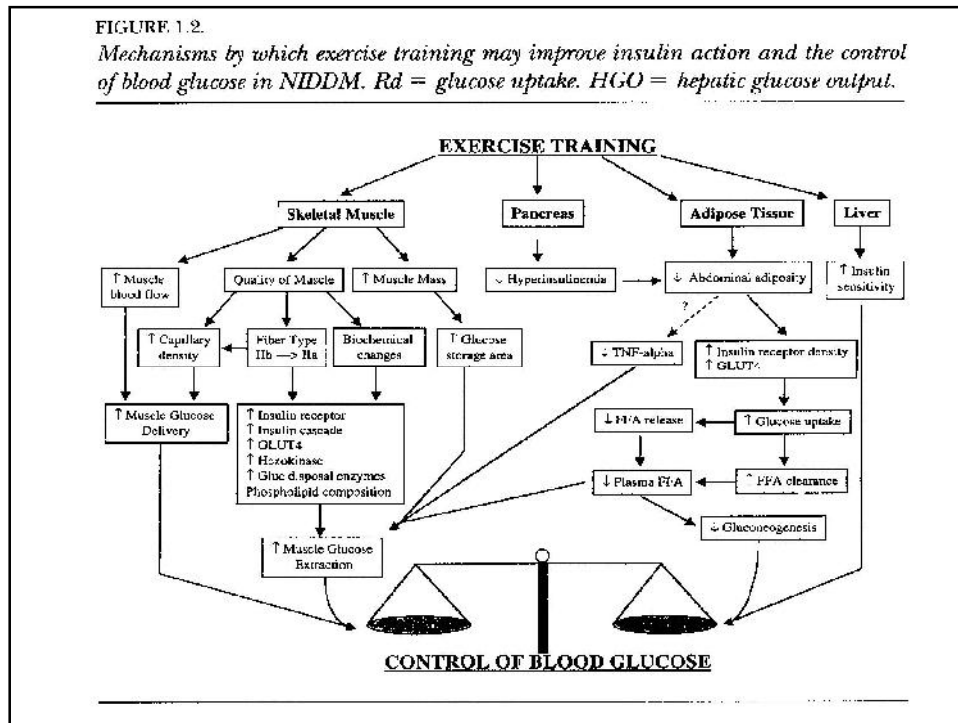 FIGURE 1.2.
Mechanisms by which exercise training may improve insulin action and the control
of blood glucose in NIDDM. Rd = glucose uptake. HGO = hepatic glucose output.
EXERCISE TRAINING
Skeletal Muscle
Pancreas
Adipose Tissue
Liver
↑ Muscle
blood flow
Quality of Muscle
↑ Muscle Mass
↓ Hyperinsulinemia
↓ Abdominal adiposity
↑ Insulin
sensitivity
?
↑ Capillary
density
Fiber Type
IIb —> IIa
Biochemical
changes
↑ Glucose
storage area
↓ TNF-alpha
↑ Insulin receptor density
↑ GLUT4
↑ Muscle Glucose
Delivery
↑ Insulin receptor
↑ Insulin cascade
↑ GLUT4
↑ Hexokinase
↑ Gluc disposal enzymes
Phospholipid composition
↓ FFA release
↑ Glucose uptake
↓ Plasma FFA
↑ FFA clearance
↓ Gluconeogenesis
↑ Muscle Glucose
Extraction
CONTROL OF BLOOD GLUCOSE